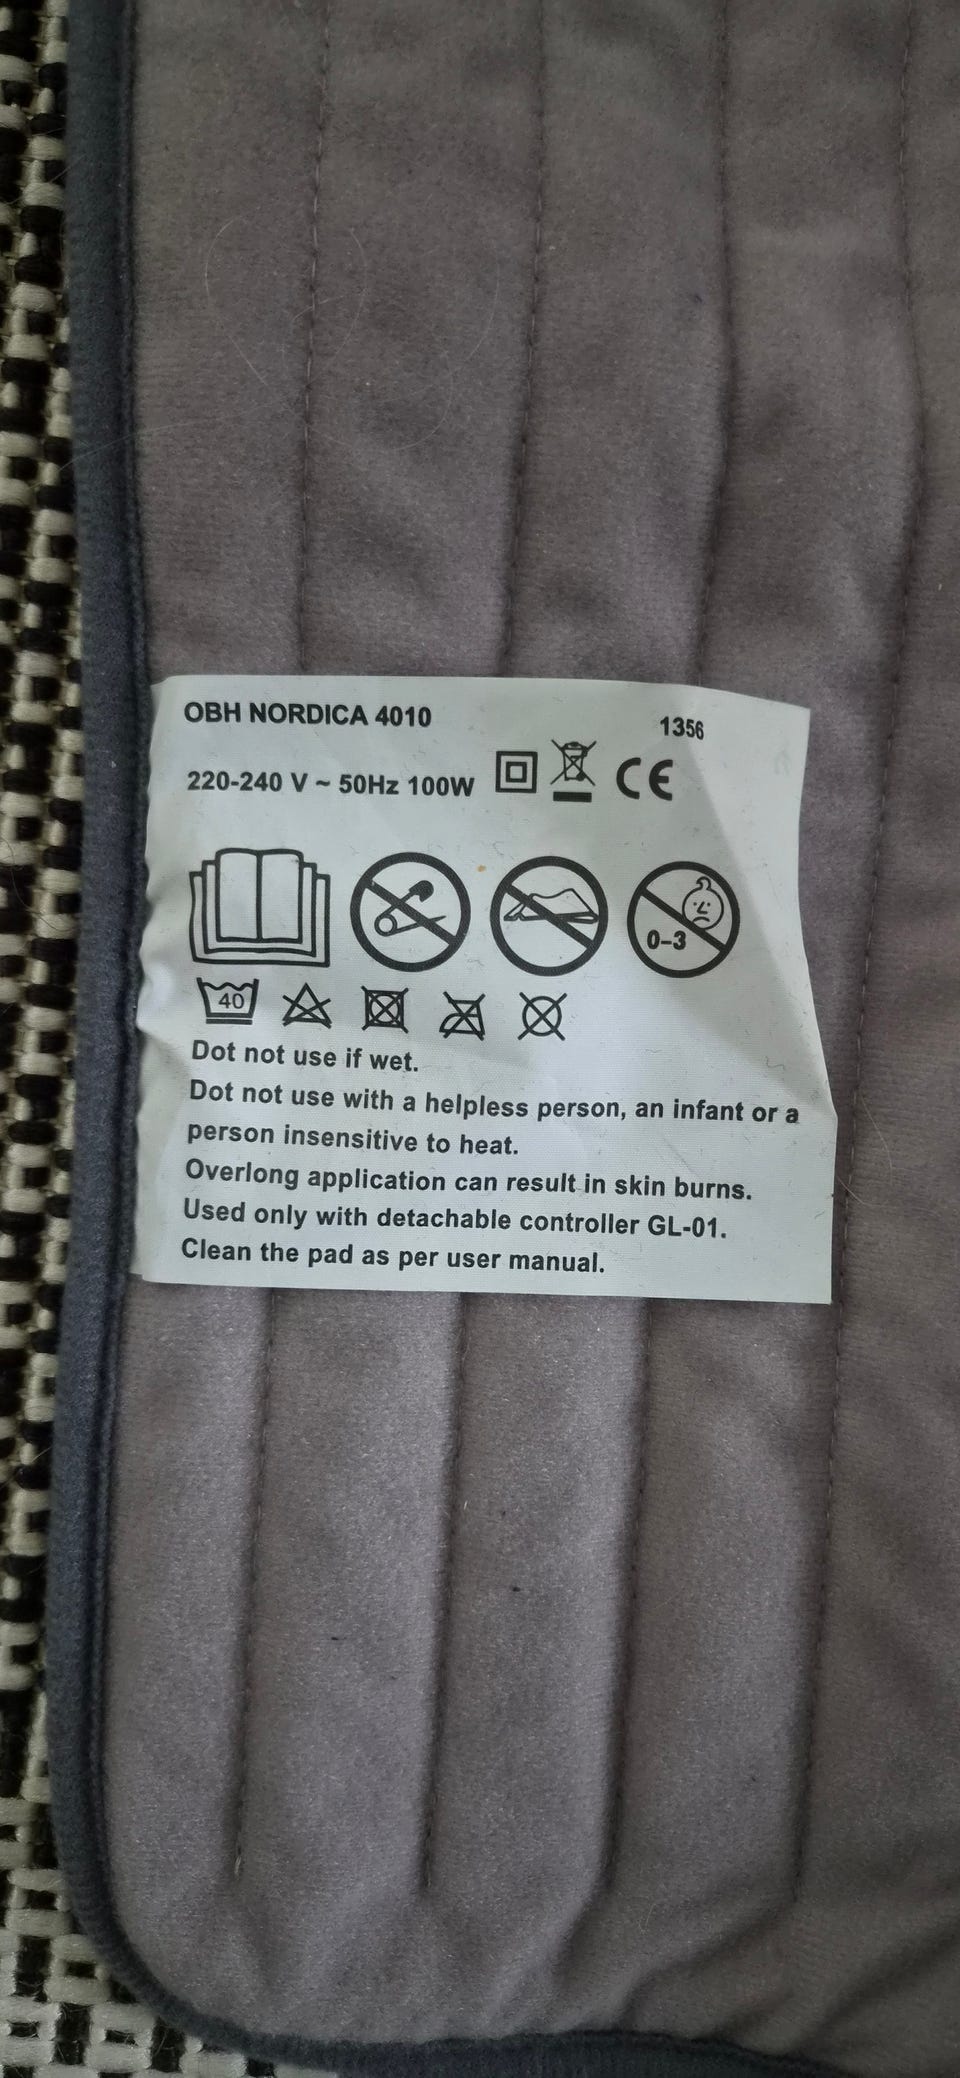 OBH NORDICA 4010 1356
220-240 V ~ 50Hz 100W CE
0-3
40
Dot not use if wet.
Dot not use with a helpless person, an infant or a
person insensitive to heat.
Overlong application can result in skin burns.
Used only with detachable controller GL-01.
Clean the pad as per user manual.